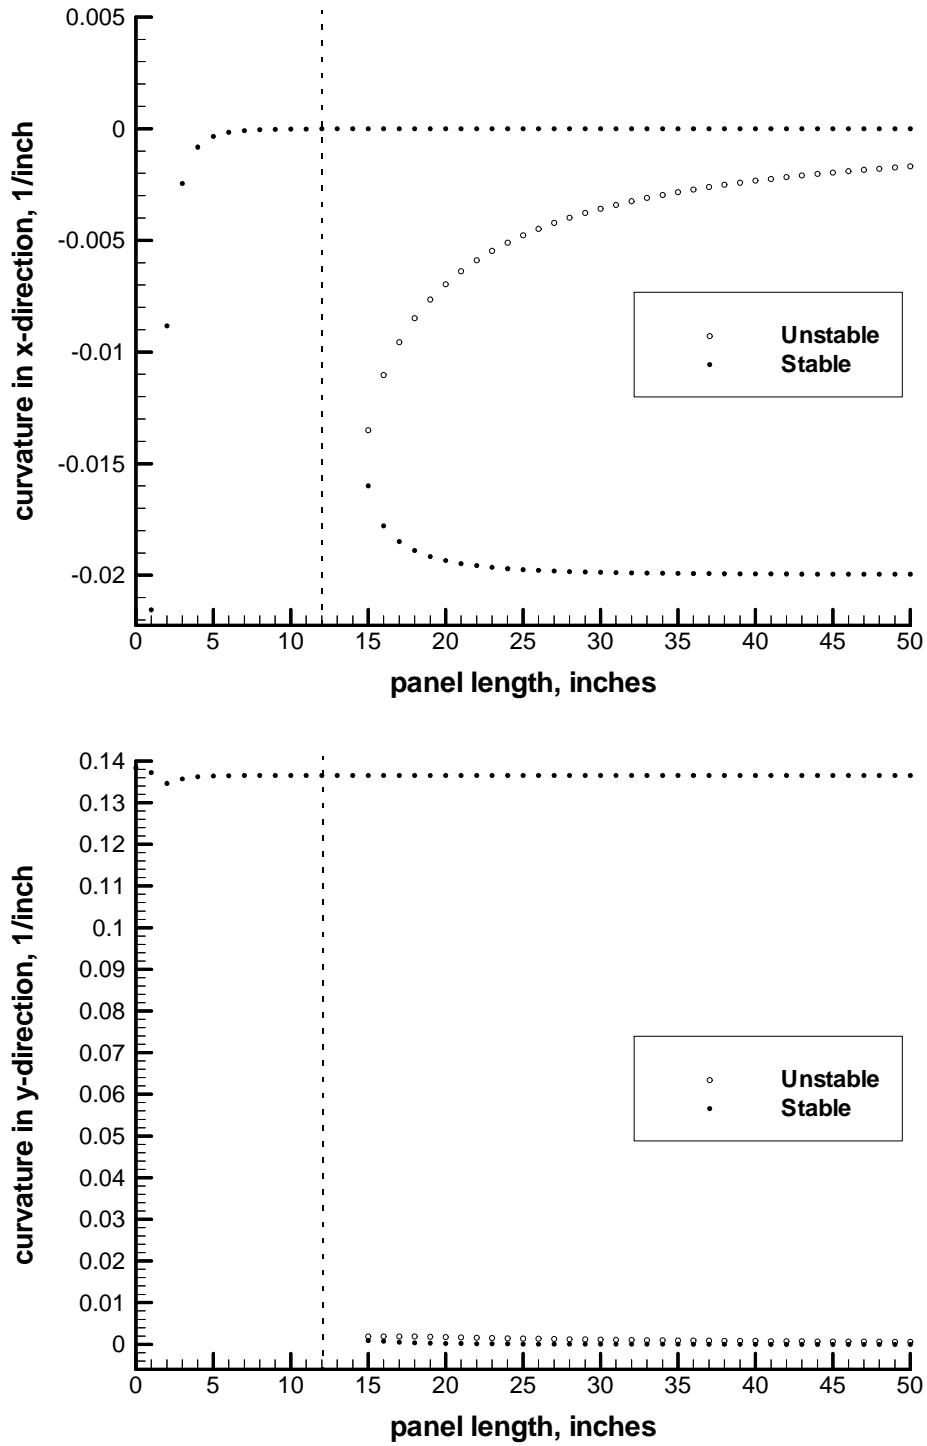 0.005
0
-0.005
-0.01
-0.015
-0.02
curvature in x-direction, 1/inch
Unstable
Stable
0 5 10 15 20 25 30 35 40 45 50
panel length, inches
0.14
0.13
0.12
0.11
0.1
0.09
0.08
0.07
0.06
0.05
0.04
0.03
0.02
0.01
0
curvature in y-direction, 1/inch
Unstable
Stable
0 5 10 15 20 25 30 35 40 45 50
panel length, inches